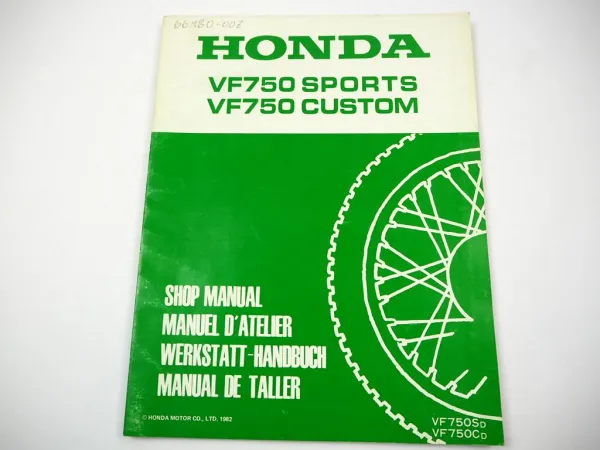 66ABD-008
HONDA
VF750 SPORTS
VF750 CUSTOM
SHOP MANUAL
MANUEL D'ATELIER
WERKSTATT-HANDBUCH
MANUAL DE TALLER
© HONDA MOTOR CO., LTD. 1982
VF750SD
VF750CD